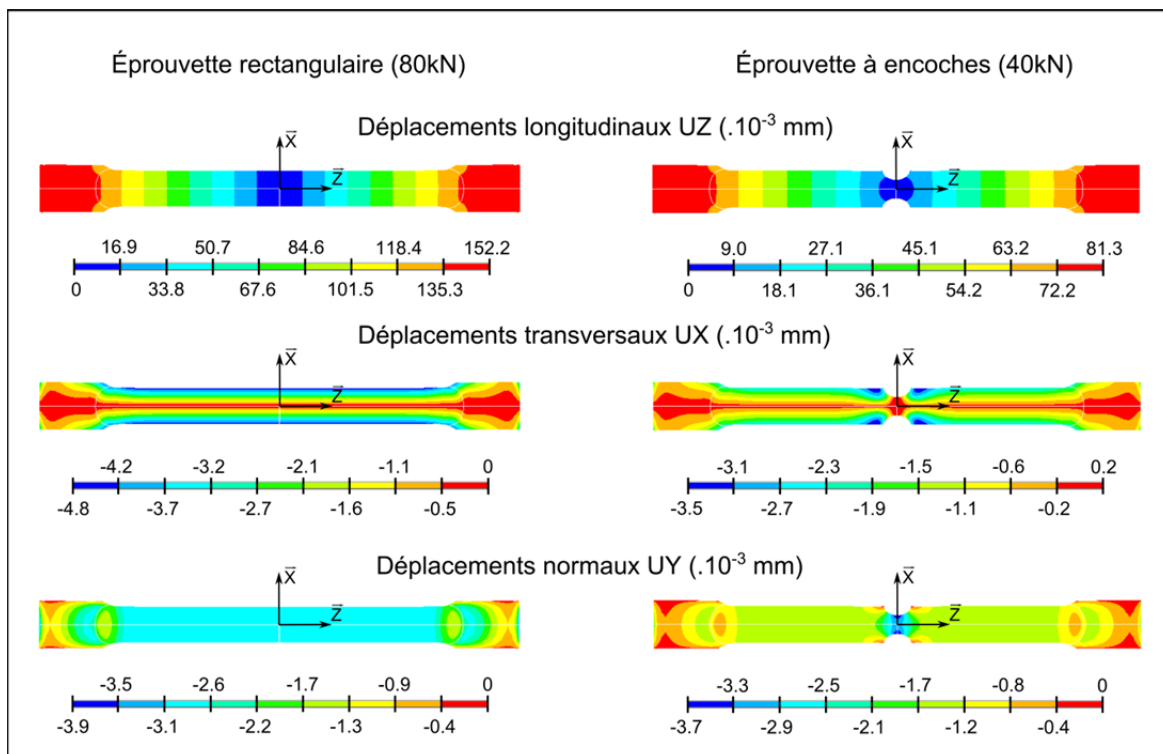 Éprouvette rectangulaire (80kN) Éprouvette à encoches (40kN)
Déplacements longitudinaux UZ (.10⁻³ mm)
x̄ x̄
z̄ z̄
16.9 50.7 84.6 118.4 152.2 9.0 27.1 45.1 63.2 81.3
0 33.8 67.6 101.5 135.3 0 18.1 36.1 54.2 72.2
Déplacements transversaux UX (.10⁻³ mm)
x̄ x̄
z̄ z̄
-4.2 -3.2 -2.1 -1.1 0 -3.1 -2.3 -1.5 -0.6 0.2
-4.8 -3.7 -2.7 -1.6 -0.5 -3.5 -2.7 -1.9 -1.1 -0.2
Déplacements normaux UY (.10⁻³ mm)
x̄ x̄
z̄ z̄
-3.5 -2.6 -1.7 -0.9 0 -3.3 -2.5 -1.7 -0.8 0
-3.9 -3.1 -2.2 -1.3 -0.4 -3.7 -2.9 -2.1 -1.2 -0.4